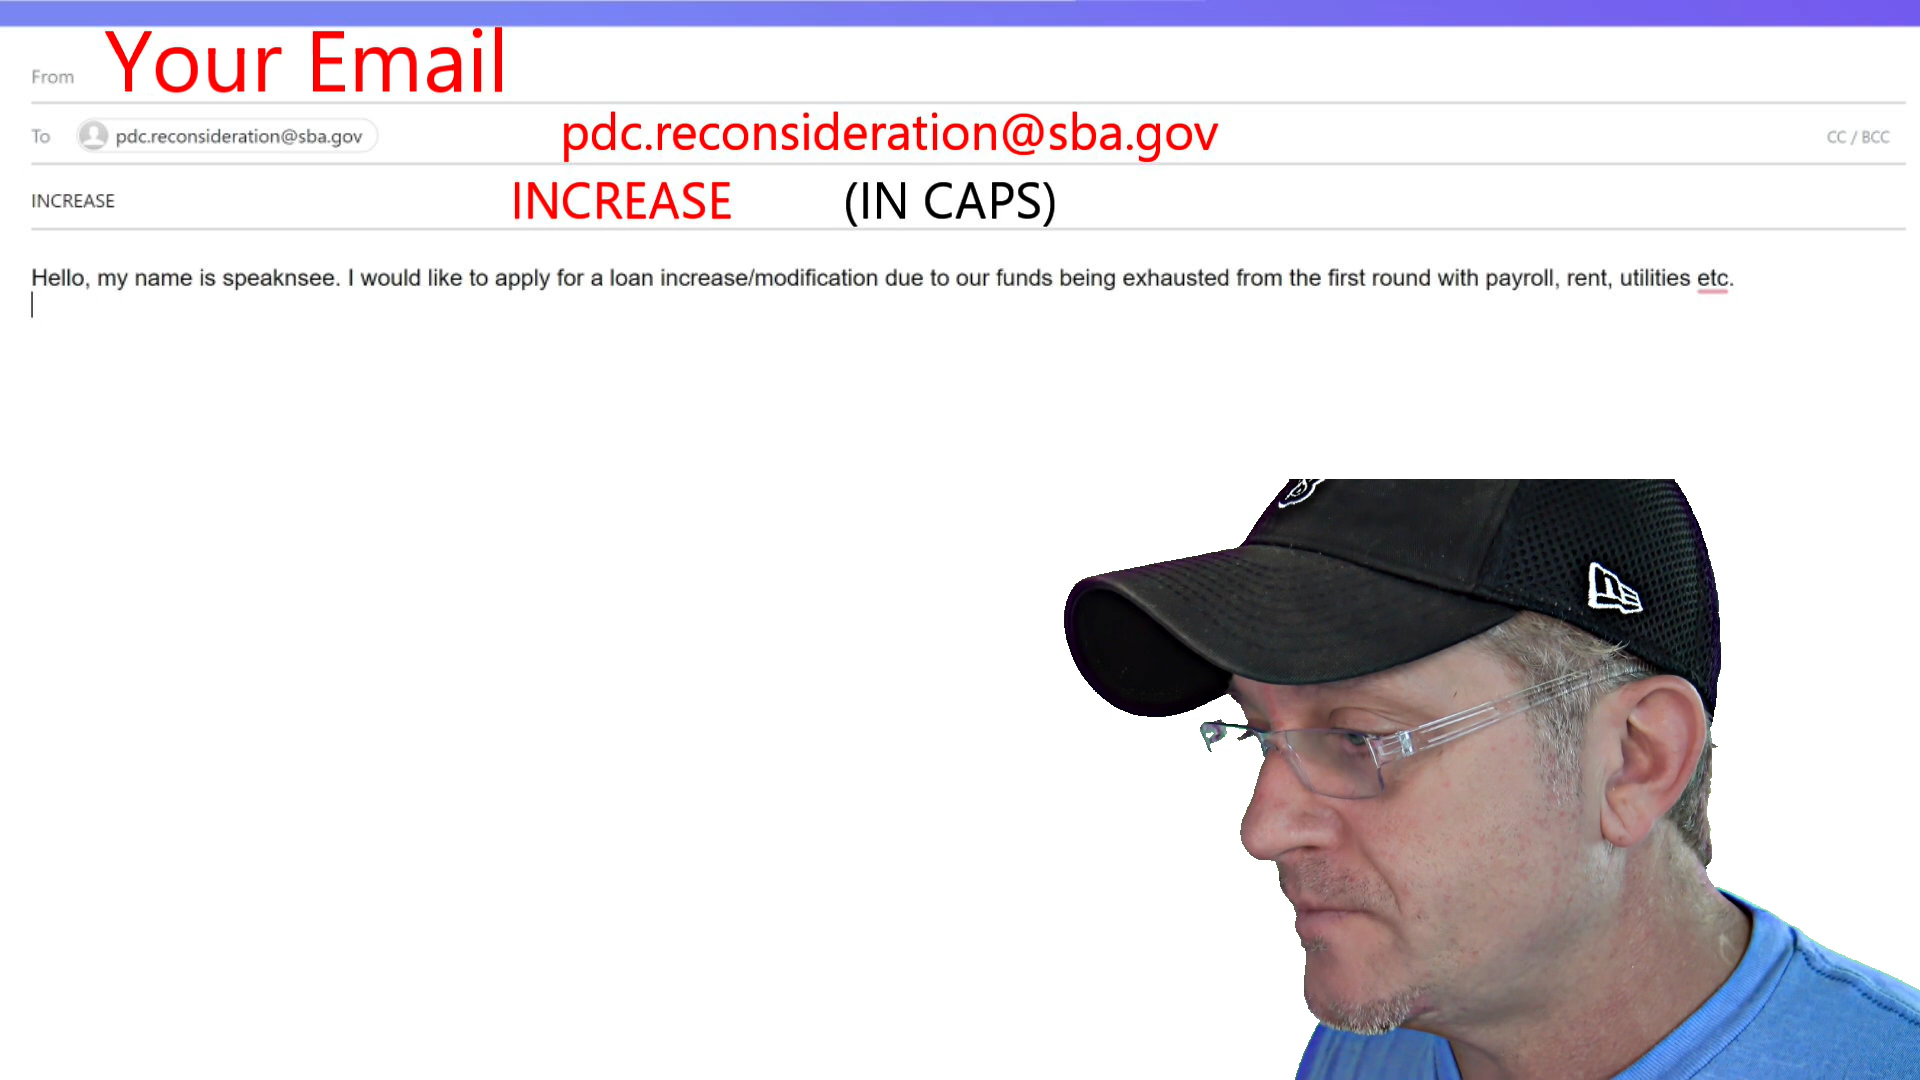 Your Email
From
To pdc.reconsideration@sba.gov pdc.reconsideration@sba.gov CC / BCC
INCREASE INCREASE (IN CAPS)
Hello, my name is speaknsee. I would like to apply for a loan increase/modification due to our funds being exhausted from the first round with payroll, rent, utilities etc.